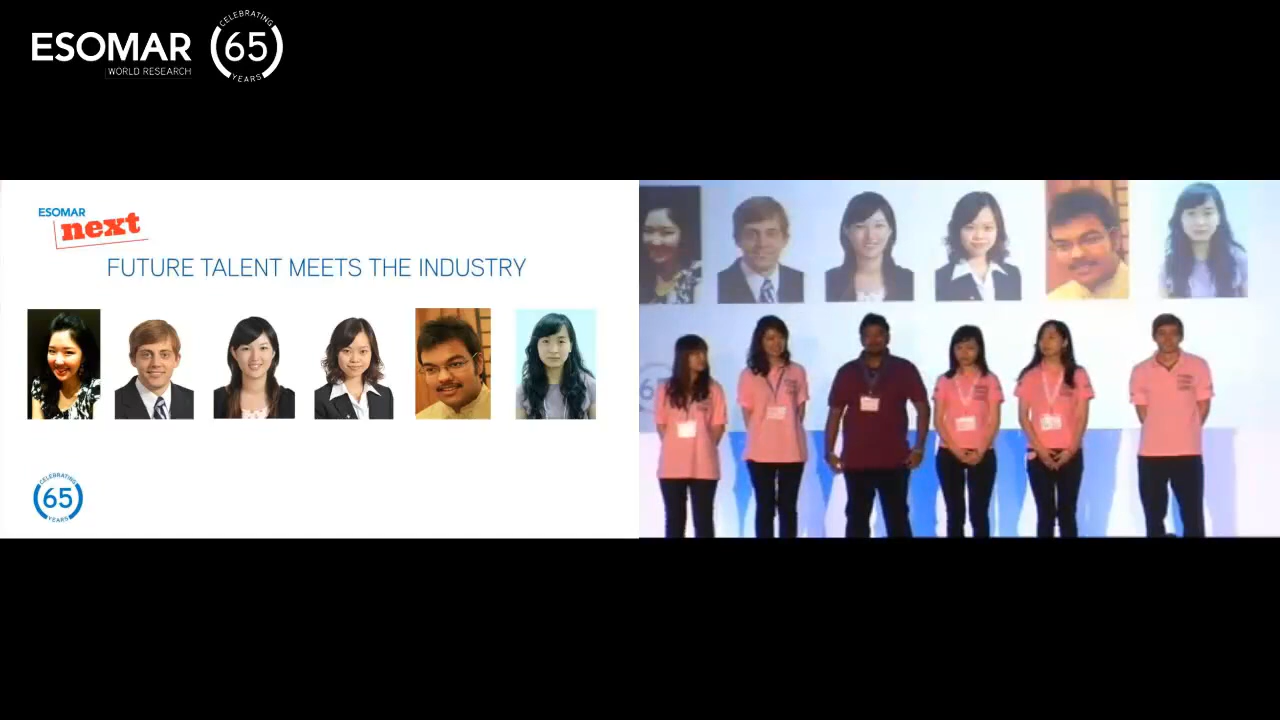 ESOMAR
WORLD RESEARCH
CELEBRATING
65
YEARS
ESOMAR
next
FUTURE TALENT MEETS THE INDUSTRY
CELEBRATING
65
YEARS